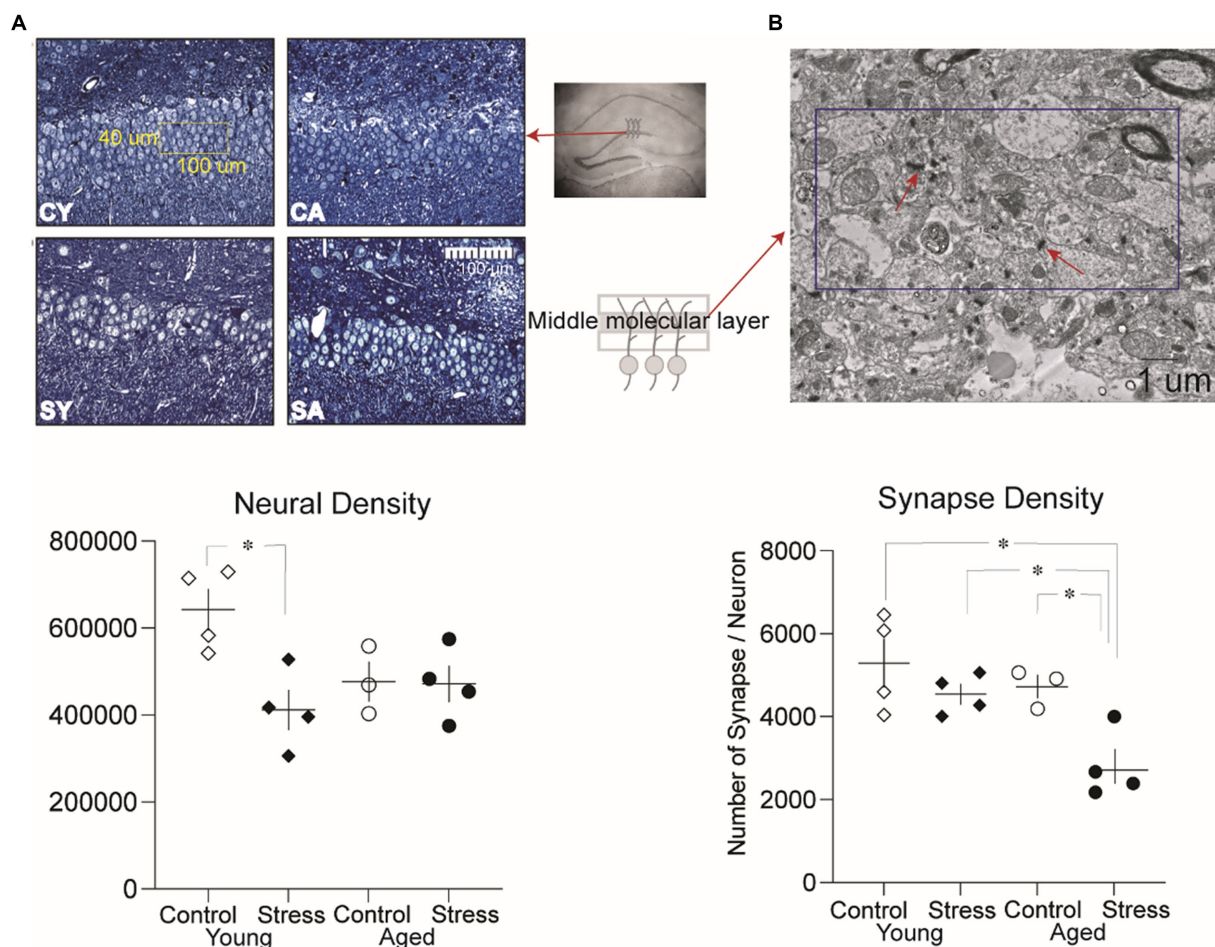 A
B
CY
40 um
100 um
CA
SY
SA
100 um
Middle molecular layer
1 um
Neural Density
800000
600000
400000
200000
0
*
Control Stress Control Stress
Young Aged
Synapse Density
Number of Synapse / Neuron
8000
6000
4000
2000
0
*
*
*
Control Stress Control Stress
Young Aged